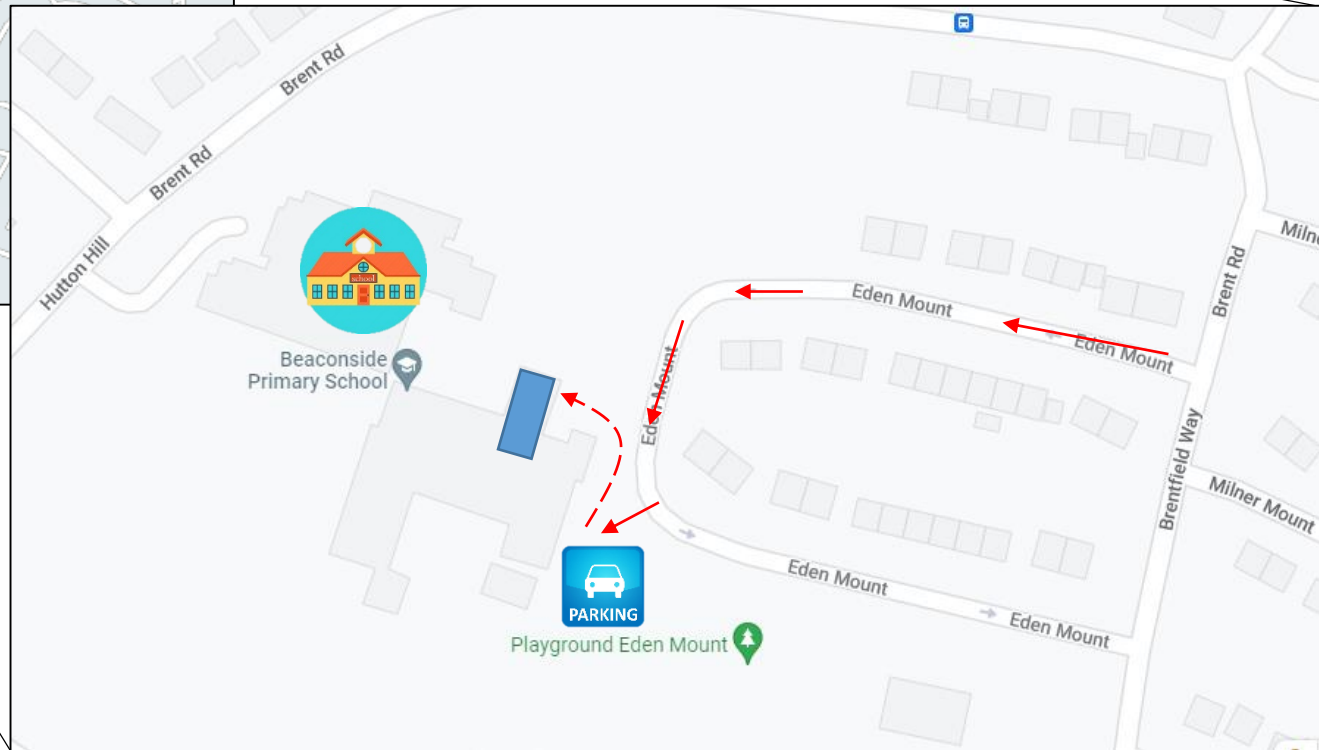 Brent Rd
Brent Rd
Hutton Hill
school
Beaconside
Primary School
Eden Mount
Eden Mount
Eden Mount
Brent Rd
Brentfield Way
Milner Mount
Eden Mount
Eden Mount
PARKING
Playground Eden Mount